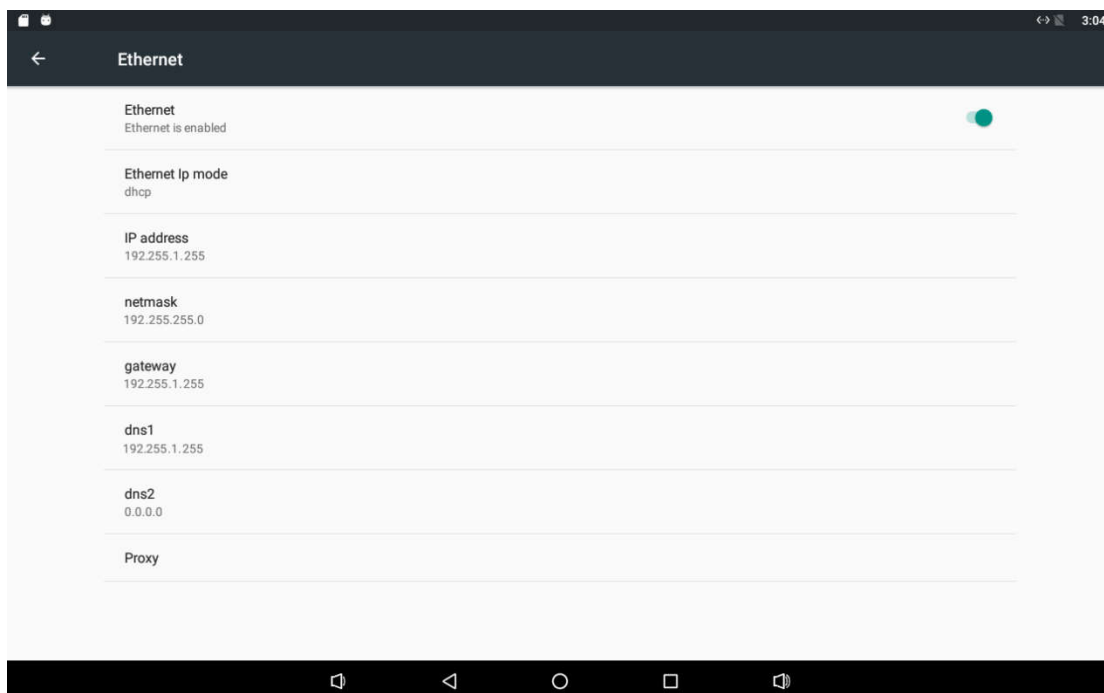 3:04
Ethernet
Ethernet
Ethernet is enabled
Ethernet Ip mode
dhcp
IP address
192.255.1.255
netmask
192.255.255.0
gateway
192.255.1.255
dns1
192.255.1.255
dns2
0.0.0.0
Proxy